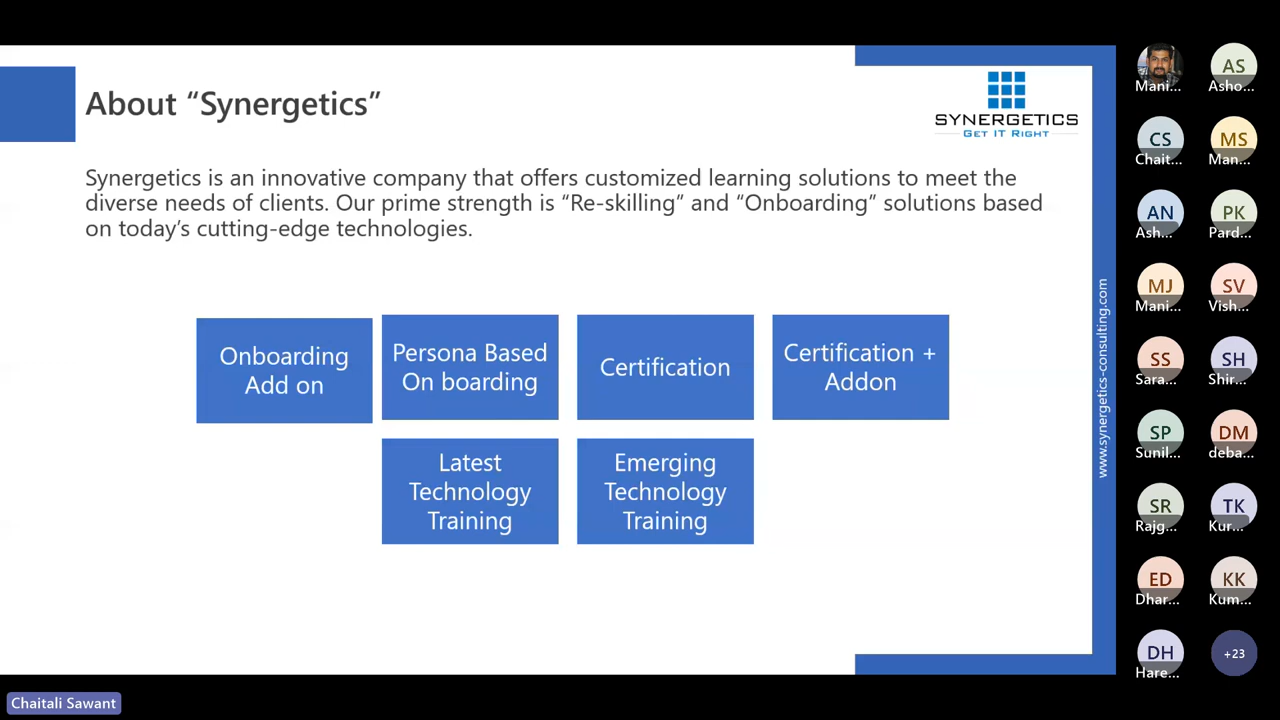 About “Synergetics”
SYNERGETICS
GET IT RIGHT
Synergetics is an innovative company that offers customized learning solutions to meet the
diverse needs of clients. Our prime strength is “Re-skilling” and “Onboarding” solutions based
on today’s cutting-edge technologies.
Onboarding
Add on
Persona Based
On boarding
Certification
Certification +
Addon
Latest
Technology
Training
Emerging
Technology
Training
www.synergetics-consulting.com
Mani...
AS
Asho...
CS
Chait...
MS
Man...
AN
Ash...
PK
Pard...
MJ
Mani...
SV
Vish...
SS
Sara...
SH
Shir...
SP
Sunil...
DM
deba...
SR
Rajg...
TK
Kur...
ED
Dhar...
KK
Kum...
DH
Hare...
+23
Chaitali Sawant